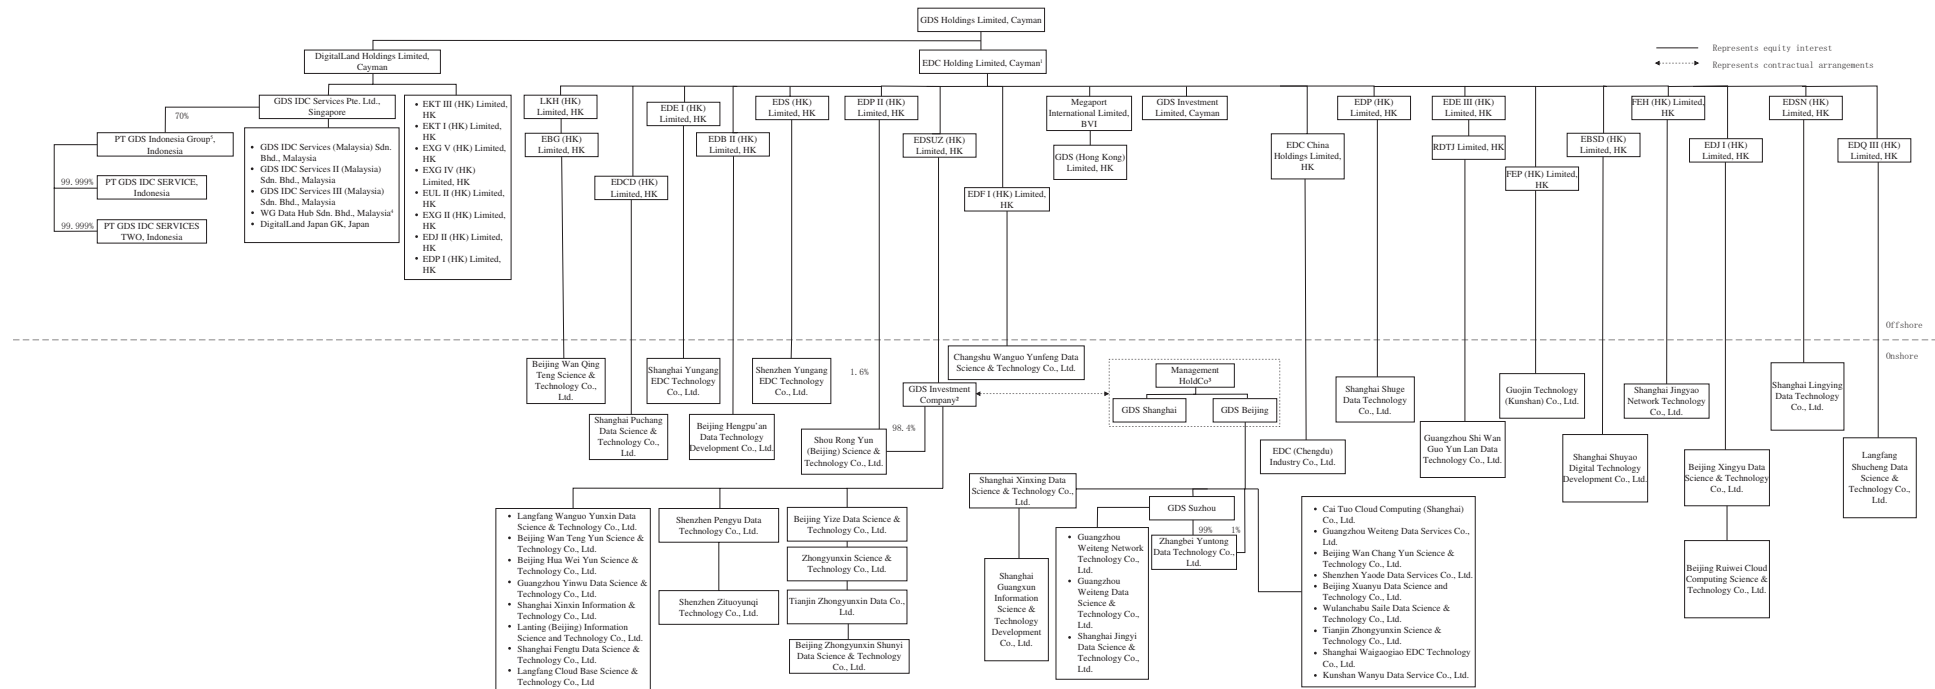 GDS Holdings Limited, Cayman
DigitalLand Holdings Limited,
Cayman
EDC Holding Limited, Cayman¹
Represents equity interest
Represents contractual arrangements
70%
GDS IDC Services Pte. Ltd.,
Singapore
PT GDS Indonesia Group⁵,
Indonesia
99.999%
PT GDS IDC SERVICE,
Indonesia
99.999%
PT GDS IDC SERVICES
TWO, Indonesia
• GDS IDC Services (Malaysia) Sdn.
Bhd., Malaysia
• GDS IDC Services II (Malaysia)
Sdn. Bhd., Malaysia
• GDS IDC Services III (Malaysia)
Sdn. Bhd., Malaysia
• WG Data Hub Sdn. Bhd., Malaysia⁴
• DigitalLand Japan GK, Japan
• EKT III (HK) Limited,
HK
• EKT I (HK) Limited,
HK
• EXG V (HK) Limited,
HK
• EXG IV (HK)
Limited, HK
• EUL II (HK) Limited,
HK
• EXG II (HK) Limited,
HK
• EDJ II (HK) Limited,
HK
• EDP I (HK) Limited,
HK
LKH (HK)
Limited, HK
EBG (HK)
Limited, HK
EDCD (HK)
Limited, HK
EDE I (HK)
Limited, HK
EDB II (HK)
Limited, HK
EDS (HK)
Limited, HK
EDP II (HK)
Limited, HK
EDSUZ (HK)
Limited, HK
EDF I (HK) Limited,
HK
Megaport
International Limited,
BVI
GDS (Hong Kong)
Limited, HK
GDS Investment
Limited, Cayman
EDC China
Holdings Limited,
HK
EDP (HK)
Limited, HK
EDE III (HK)
Limited, HK
RDTJ Limited, HK
FEP (HK) Limited,
HK
EBSD (HK)
Limited, HK
FEH (HK) Limited,
HK
EDJ I (HK)
Limited, HK
EDSN (HK)
Limited, HK
EDQ III (HK)
Limited, HK
Offshore
Onshore
Beijing Wan Qing
Teng Science &
Technology Co.,
Ltd.
Shanghai Puchang
Data Science &
Technology Co.,
Ltd.
Shanghai Yungang
EDC Technology
Co., Ltd.
Beijing Hengpu'an
Data Technology
Development Co., Ltd.
Shenzhen Yungang
EDC Technology
Co., Ltd.
1.6%
Shou Rong Yun
(Beijing) Science &
Technology Co., Ltd.
98.4%
Changshu Wanguo Yunfeng Data
Science & Technology Co., Ltd.
GDS Investment
Company²
Management
HoldCo³
GDS Shanghai
GDS Beijing
EDC (Chengdu)
Industry Co., Ltd.
Shanghai Shuge
Data Technology
Co., Ltd.
Guangzhou Shi Wan
Guo Yun Lan Data
Technology Co., Ltd.
Guojin Technology
(Kunshan) Co., Ltd.
Shanghai Shuyao
Digital Technology
Development Co., Ltd.
Shanghai Jingyao
Network Technology
Co., Ltd.
Beijing Xingyu Data
Science & Technology
Co., Ltd.
Beijing Ruiwei Cloud
Computing Science &
Technology Co., Ltd.
Shanghai Lingying
Data Technology
Co., Ltd.
Langfang
Shucheng Data
Science &
Technology Co.,
Ltd.
• Langfang Wanguo Yunxin Data
Science & Technology Co., Ltd.
• Beijing Wan Teng Yun Science &
Technology Co., Ltd.
• Beijing Hua Wei Yun Science &
Technology Co., Ltd.
• Guangzhou Yinwu Data Science &
Technology Co., Ltd.
• Shanghai Xinxin Information &
Technology Co., Ltd.
• Lanting (Beijing) Information
Science and Technology Co., Ltd.
• Shanghai Fengtu Data Science &
Technology Co., Ltd.
• Langfang Cloud Base Science &
Technology Co., Ltd
Shenzhen Pengyu Data
Technology Co., Ltd.
Shenzhen Zituoyunqi
Technology Co., Ltd.
Beijing Yize Data Science &
Technology Co., Ltd.
Zhongyunxin Science &
Technology Co., Ltd.
Tianjin Zhongyunxin Data Co.,
Ltd.
Beijing Zhongyunxin Shunyi
Data Science & Technology
Co., Ltd.
Shanghai Xinxing Data
Science & Technology Co.,
Ltd.
Shanghai
Guangxun
Information
Science &
Technology
Development
Co., Ltd.
GDS Suzhou
99%
1%
Zhangbei Yuntong
Data Technology Co.,
Ltd.
• Guangzhou
Weiteng Network
Technology Co.,
Ltd.
• Guangzhou
Weiteng Data
Science &
Technology Co.,
Ltd.
• Shanghai Jingyi
Data Science &
Technology Co.,
Ltd.
• Cai Tuo Cloud Computing (Shanghai)
Co., Ltd.
• Guangzhou Weiteng Data Services Co.,
Ltd.
• Beijing Wan Chang Yun Science &
Technology Co., Ltd.
• Shenzhen Yaode Data Services Co., Ltd.
• Beijing Xuanyu Data Science and
Technology Co., Ltd.
• Wulanchabu Saile Data Science &
Technology Co., Ltd.
• Tianjin Zhongyunxin Science &
Technology Co., Ltd.
• Shanghai Waigaogiao EDC Technology
Co., Ltd.
• Kunshan Wanyu Data Service Co., Ltd.